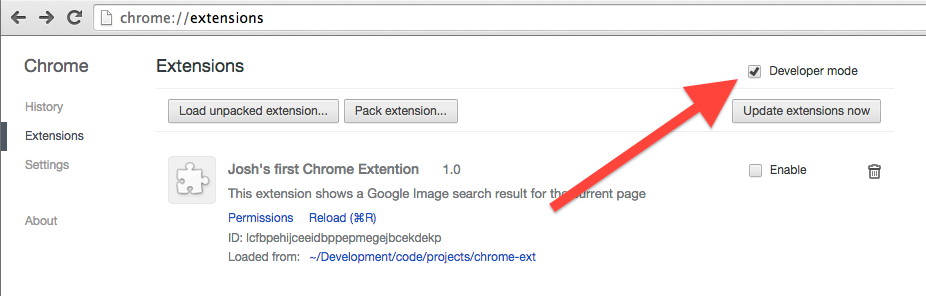 chrome://extensions
Chrome
Extensions
Developer mode
History
Load unpacked extension...
Pack extension...
Update extensions now
Extensions
Settings
Josh's first Chrome Extention 1.0
Enable
This extension shows a Google Image search result for the current page
Permissions Reload (⌘R)
About
ID: lcfbpehijceeidbppepmegejbcekdekp
Loaded from: ~/Development/code/projects/chrome-ext